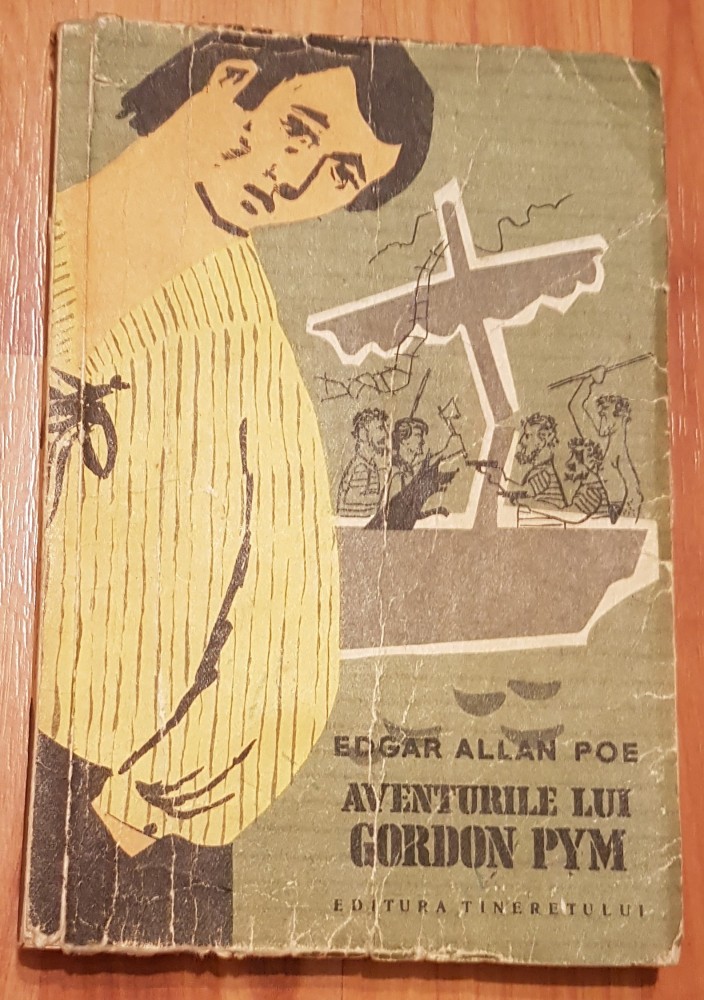 EDGAR ALLAN POE
AVENTURILE LUI
GORDON PYM
EDITURA TINERETULUI